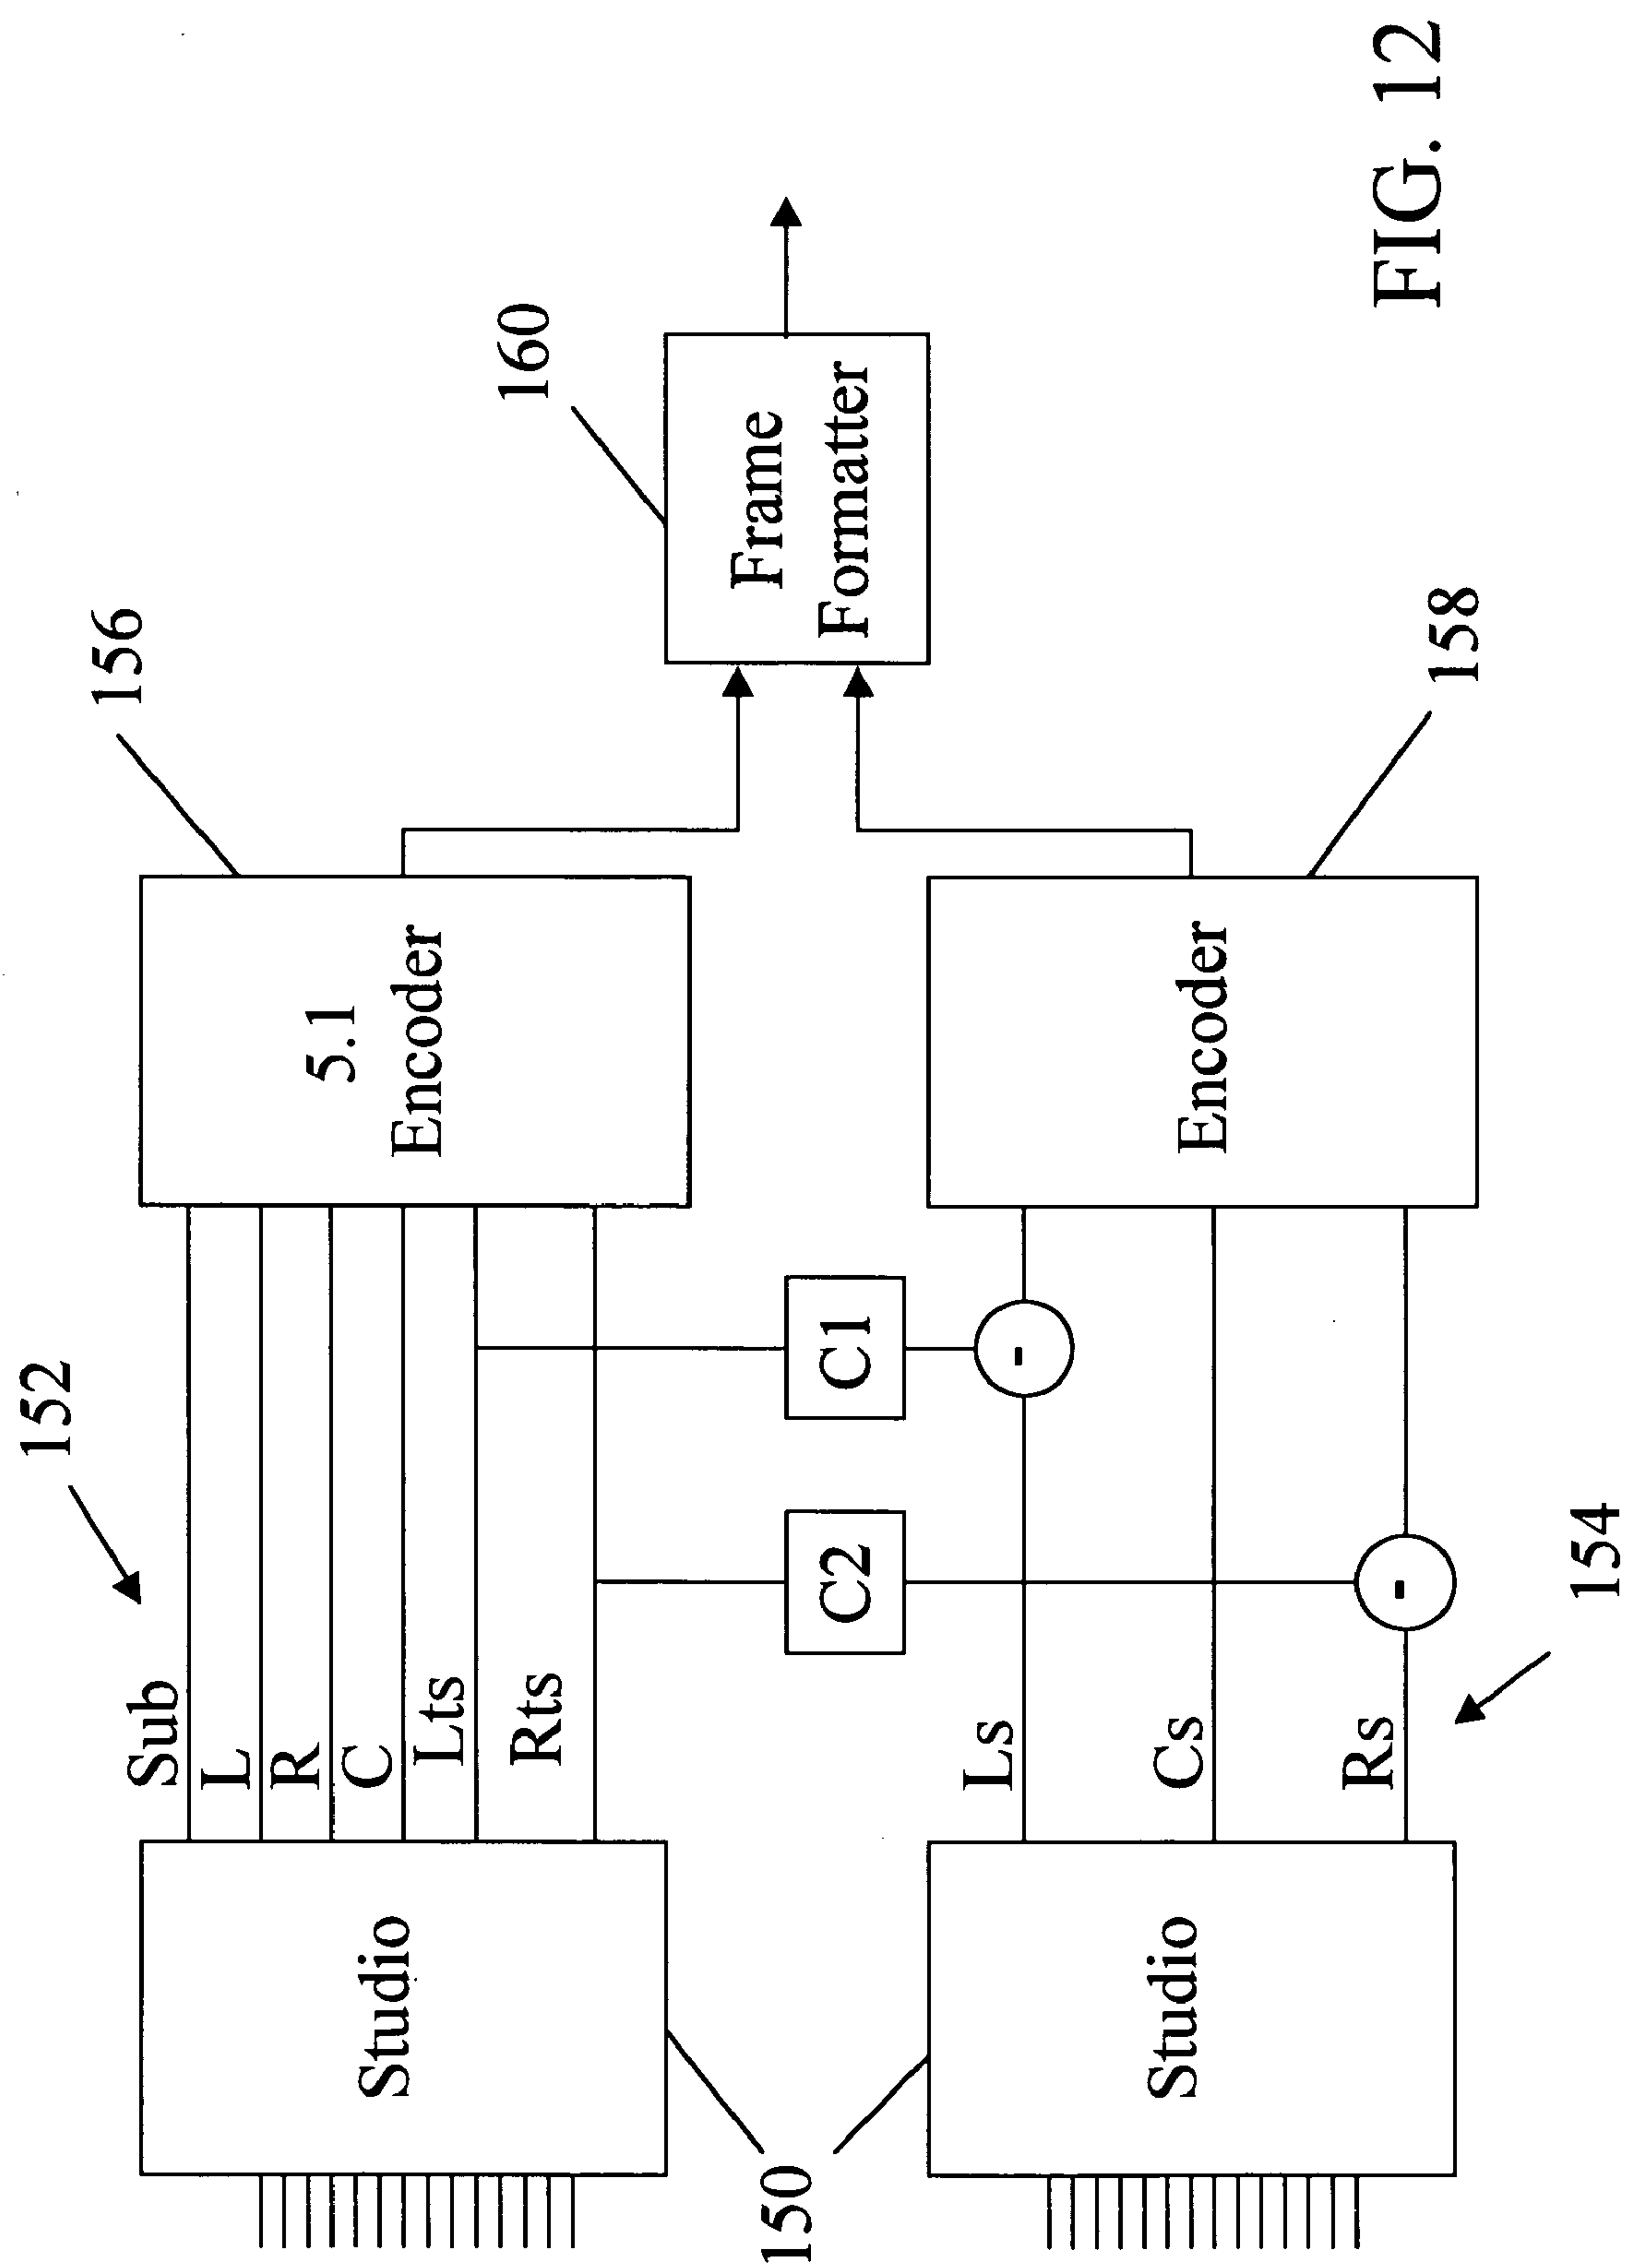 152
156
Sub
L
R
C
Lts
Rts
Studio
5.1
Encoder
160
Frame
Formatter
C2
C1
150
Ls
Cs
Rs
-
-
Studio
Encoder
154
158
FIG. 12